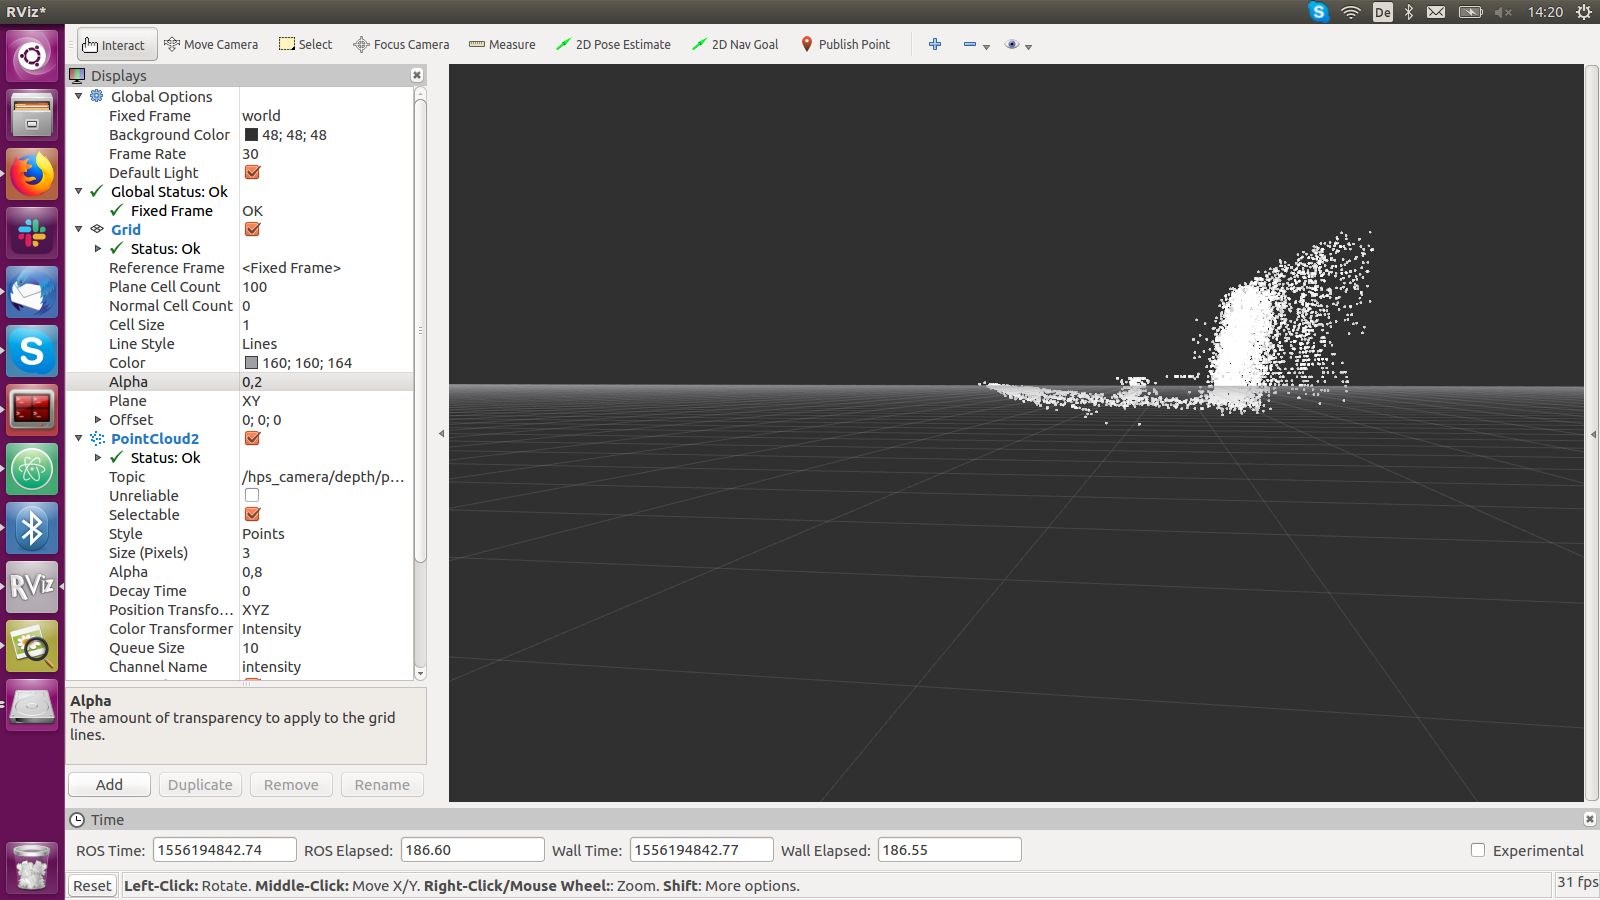 RViz*
De
14:20
Interact
Move Camera
Select
Focus Camera
Measure
2D Pose Estimate
2D Nav Goal
Publish Point
Displays
Global Options
Fixed Frame world
Background Color 48; 48; 48
Frame Rate 30
Default Light
Global Status: Ok
Fixed Frame OK
Grid
Status: Ok
Reference Frame <Fixed Frame>
Plane Cell Count 100
Normal Cell Count 0
Cell Size 1
Line Style Lines
Color 160; 160; 164
Alpha 0,2
Plane XY
Offset 0; 0; 0
PointCloud2
Status: Ok
Topic /hps_camera/depth/p...
Unreliable
Selectable
Style Points
Size (Pixels) 3
Alpha 0,8
Decay Time 0
Position Transfo... XYZ
Color Transformer Intensity
Queue Size 10
Channel Name intensity
RViz
Alpha
The amount of transparency to apply to the grid
lines.
Add
Duplicate
Remove
Rename
Time
ROS Time: 1556194842.74 ROS Elapsed: 186.60 Wall Time: 1556194842.77 Wall Elapsed: 186.55 Experimental
Reset Left-Click: Rotate. Middle-Click: Move X/Y. Right-Click/Mouse Wheel:: Zoom. Shift: More options. 31 fps